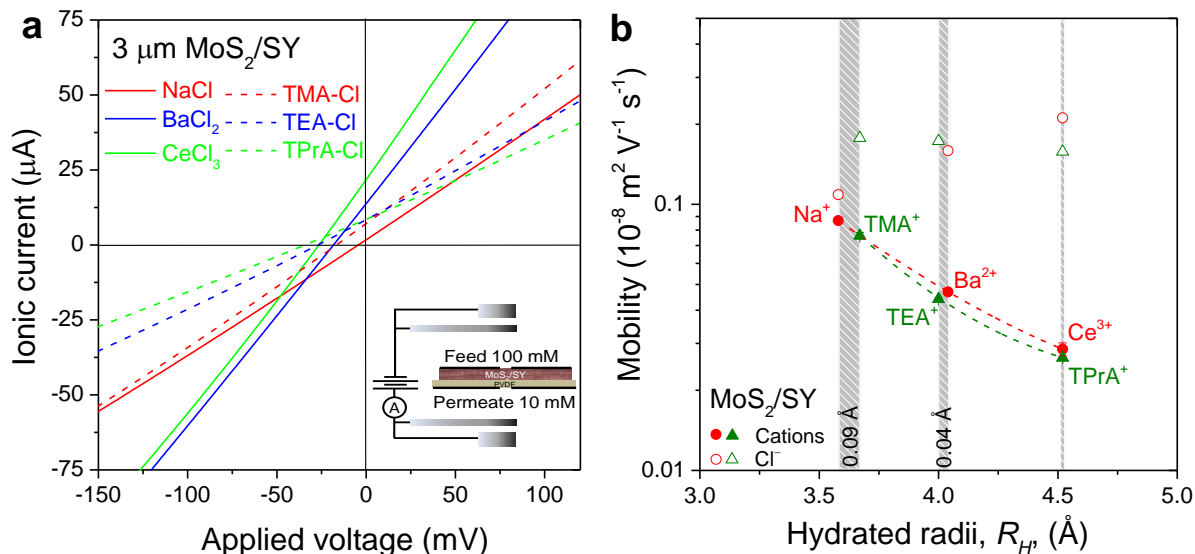 a
3 μm MoS₂/SY
NaCl
TMA-Cl
BaCl₂
TEA-Cl
CeCl₃
TPrA-Cl
75
50
25
0
-25
-50
-75
Ionic current (μA)
Feed 100 mM
MoS₂/SY
PVDF
Permeate 10 mM
A
-150
-100
-50
0
50
100
Applied voltage (mV)
b
Mobility (10⁻⁸ m² V⁻¹ s⁻¹)
0.1
0.01
Na⁺
TMA⁺
Ba²⁺
TEA⁺
Ce³⁺
TPrA⁺
MoS₂/SY
Cations
Cl⁻
0.09 Å
0.04 Å
3.0
3.5
4.0
4.5
5.0
Hydrated radii, R_H, (Å)